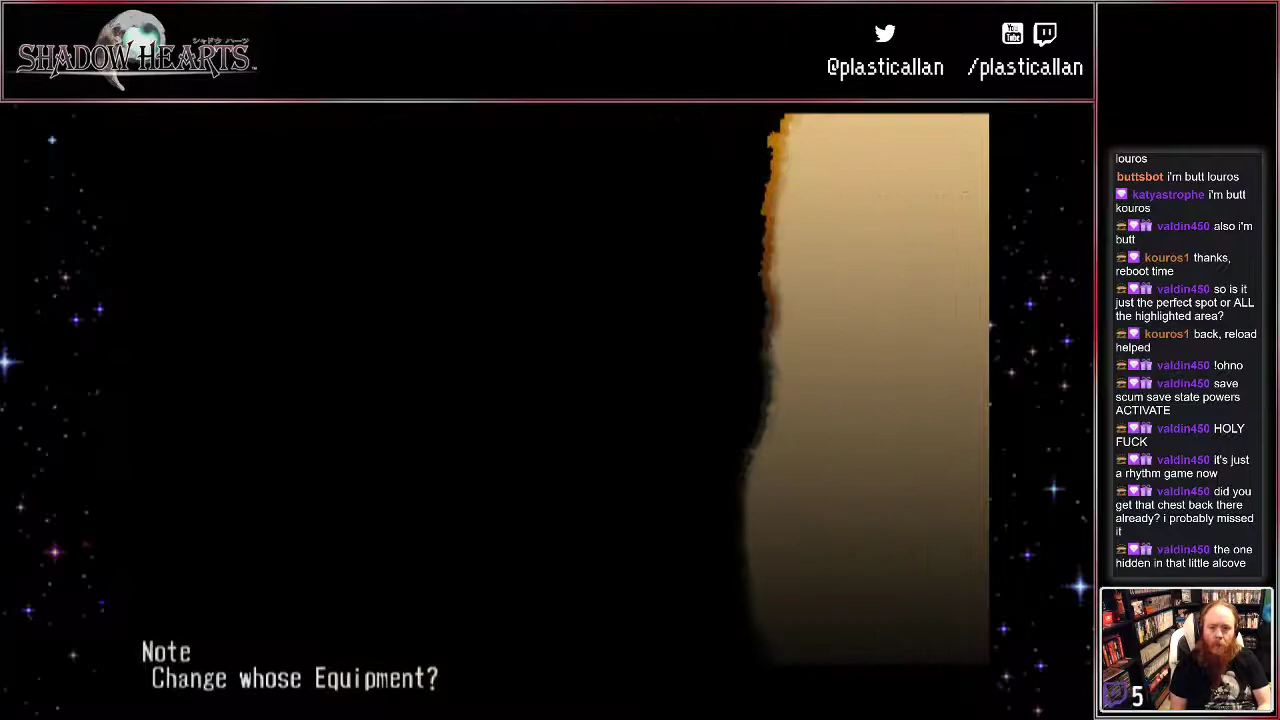 シャドウ ハーツ
SHADOW HEARTS
@plasticallan
You Tube
/plasticallan
louros
buttsbot i'm butt louros
katyastrophe i'm butt
kouros
valdin450 also i'm
butt
kouros1 thanks,
reboot time
valdin450 so is it
just the perfect spot or ALL
the highlighted area?
kouros1 back, reload
helped
valdin450 !ohno
valdin450 save
scum save state powers
ACTIVATE
valdin450 HOLY
FUCK
valdin450 it's just
a rhythm game now
valdin450 did you
get that chest back there
already? i probably missed
it
valdin450 the one
hidden in that little alcove
Note
Change whose Equipment?
5